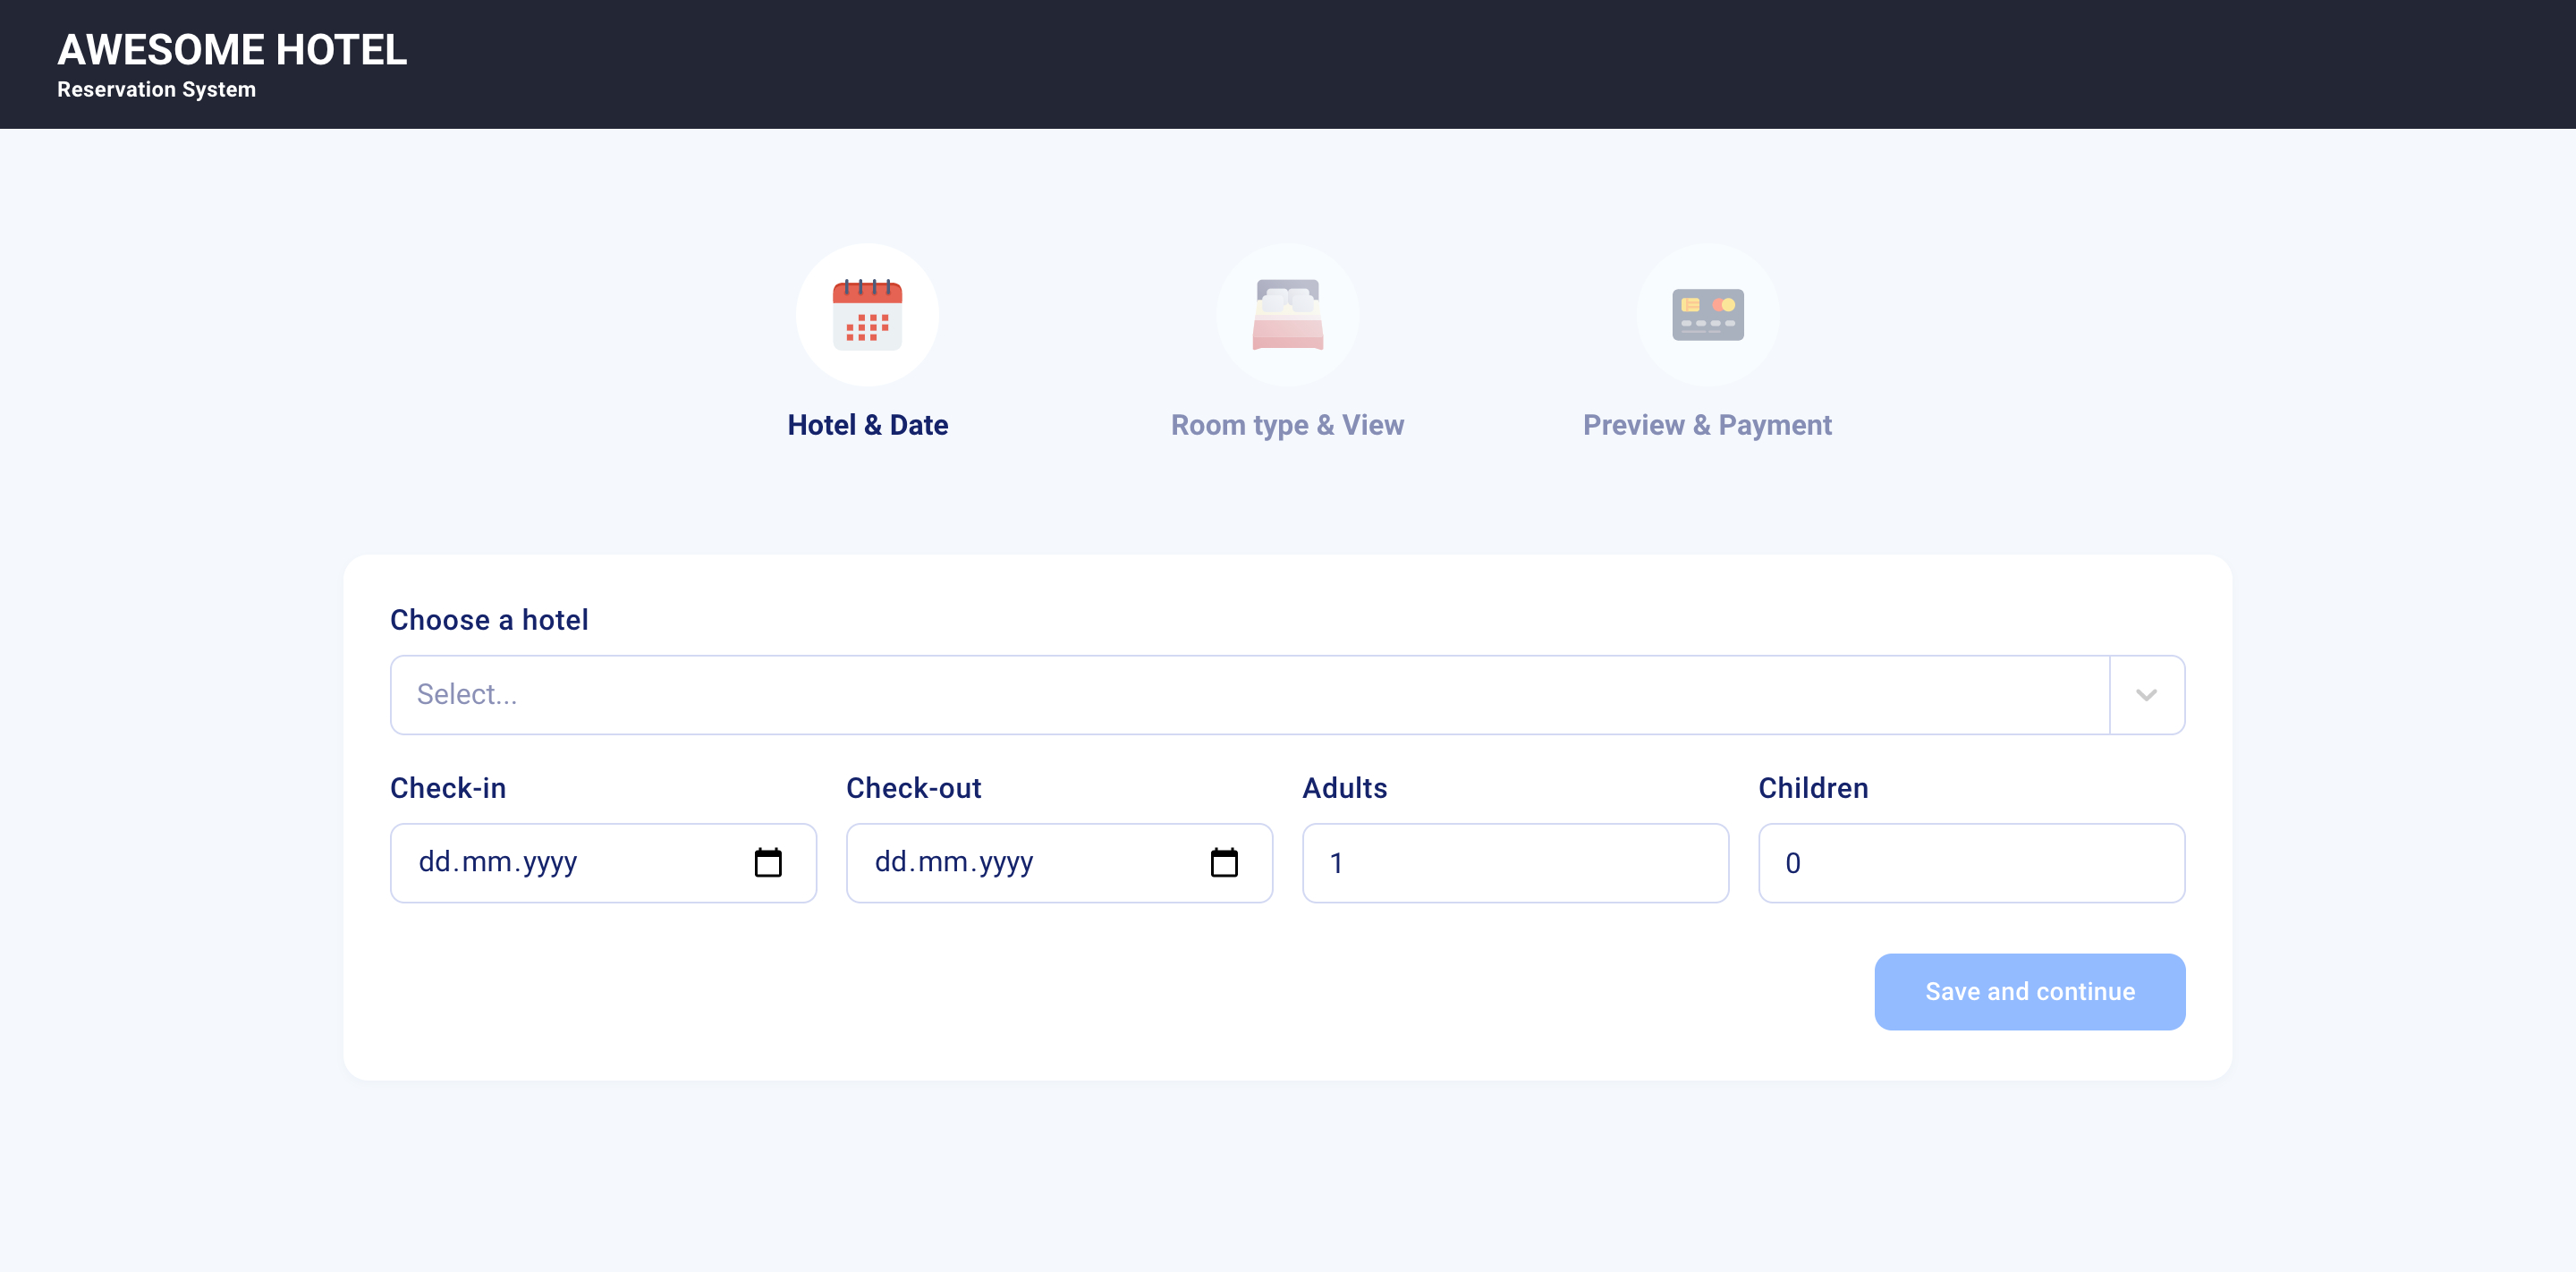 AWESOME HOTEL
Reservation System
Hotel & Date
Room type & View
Preview & Payment
Choose a hotel
Select...
Check-in
Check-out
Adults
Children
dd.mm.yyyy
dd.mm.yyyy
1
0
Save and continue